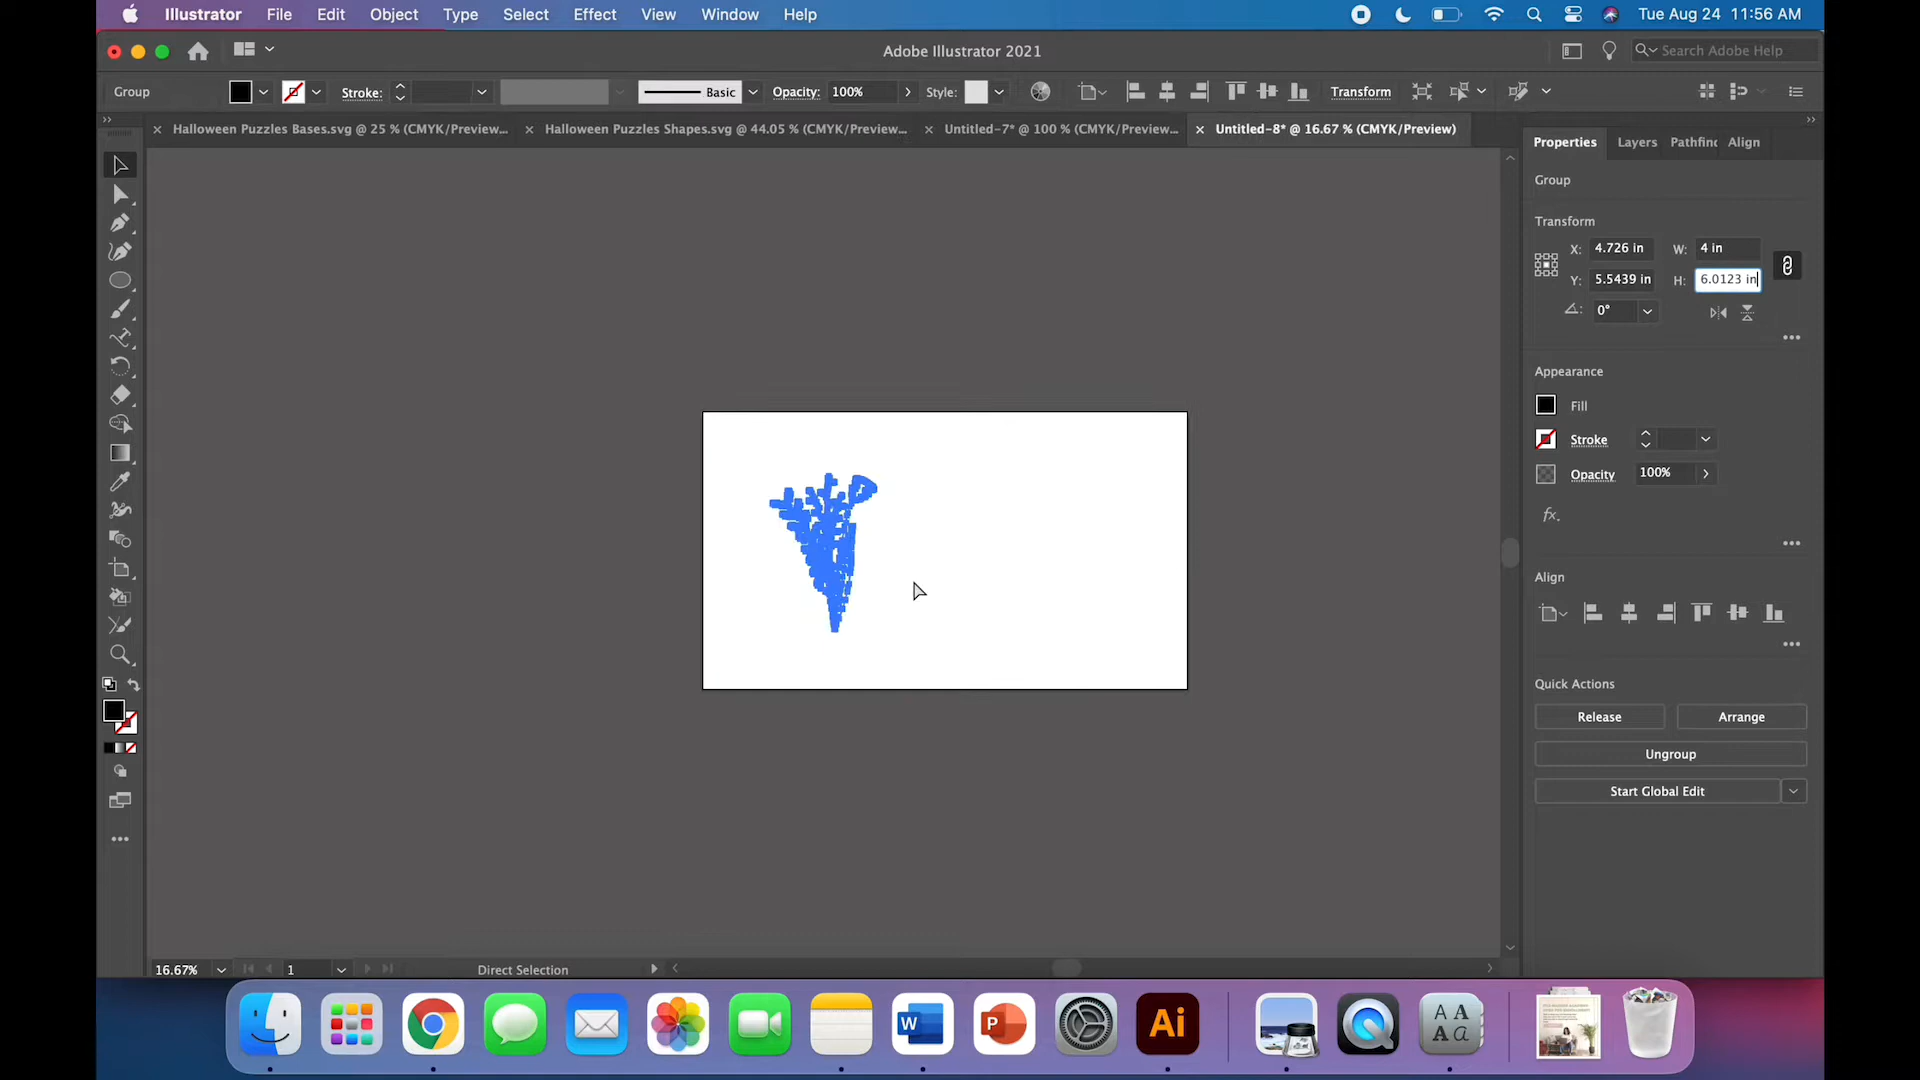 Illustrator File Edit Object Type Select Effect View Window Help Tue Aug 24 11:56 AM
Adobe Illustrator 2021 Search Adobe Help
Group Stroke: Basic Opacity: 100% Style: Transform
Halloween Puzzles Bases.svg @ 25 % (CMYK/Preview... Halloween Puzzles Shapes.svg @ 44.05 % (CMYK/Preview... Untitled-7* @ 100 % (CMYK/Preview... Untitled-8* @ 16.67 % (CMYK/Preview)
Properties Layers Pathfinc Align
Group
Transform
X: 4.726 in W: 4 in
Y: 5.5439 in H: 6.0123 in
0°
Appearance
Fill
Stroke
Opacity 100%
fx.
Align
Quick Actions
Release Arrange
Ungroup
Start Global Edit
16.67% 1 Direct Selection
W P Ai A A
A a